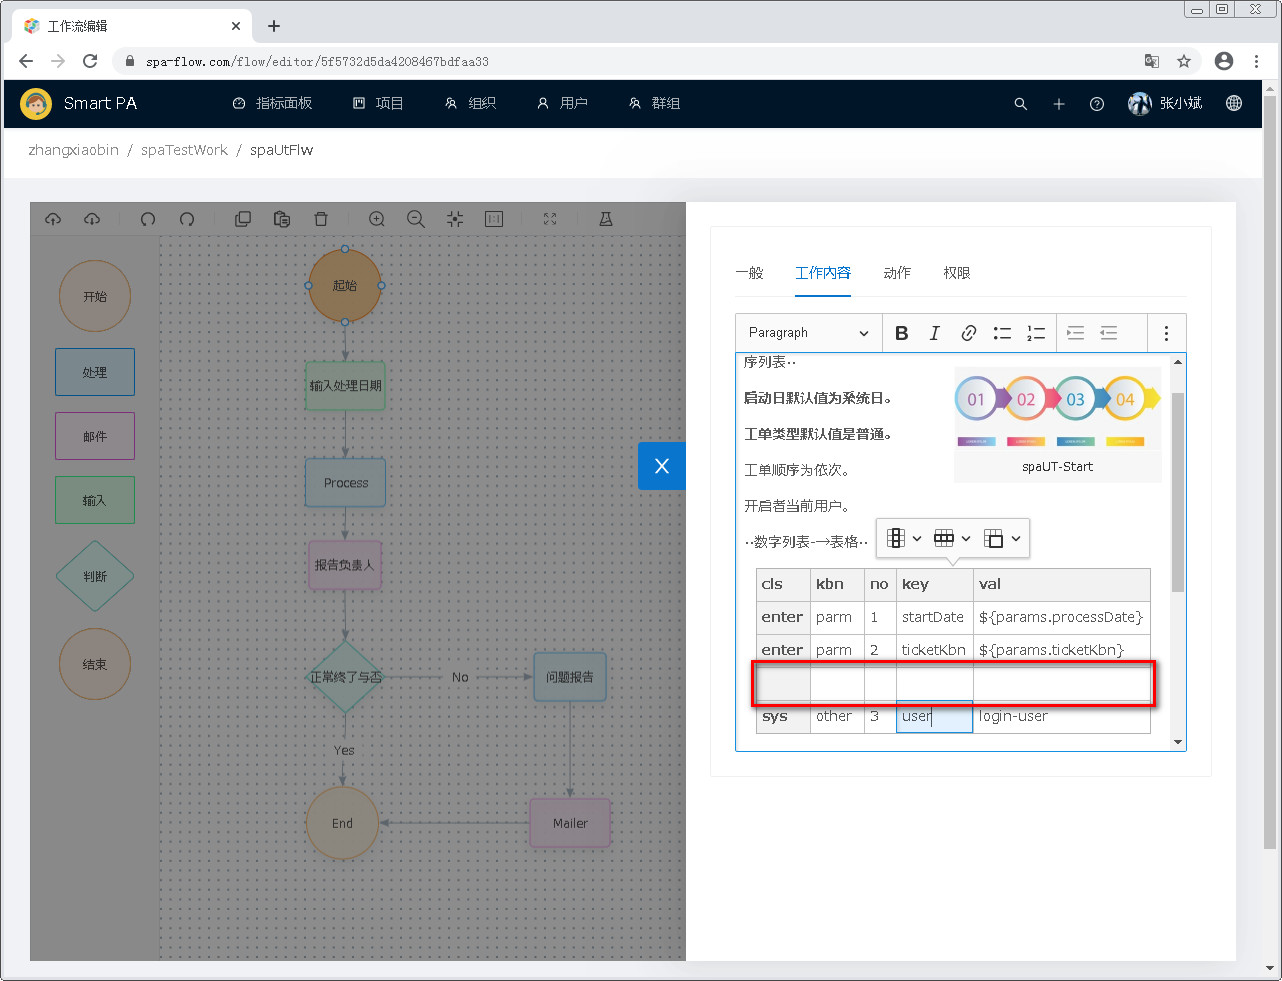 工作流编辑
spa-flow.com/flow/editor/5f5732d5da4208467bdfaa33
Smart PA 指标面板 项目 组织 用户 群组 张小斌
zhangxiaobin / spaTestWork / spaUtFlw
开始
处理
邮件
输入
判断
结束
起始
输入处理日期
Process
报告负责人
正常终了与否
No
问题报告
Yes
End
Mailer
一般 工作内容 动作 权限
Paragraph
序列表··
启动日默认值为系统日。
工单类型默认值是普通。
工单顺序为依次。
开启者当前用户。
01 02 03 04
spaUT-Start
··数字列表-→表格··
cls kbn no key val
enter parm 1 startDate ${params.processDate}
enter parm 2 ticketKbn ${params.ticketKbn}
sys other 3 user login-user